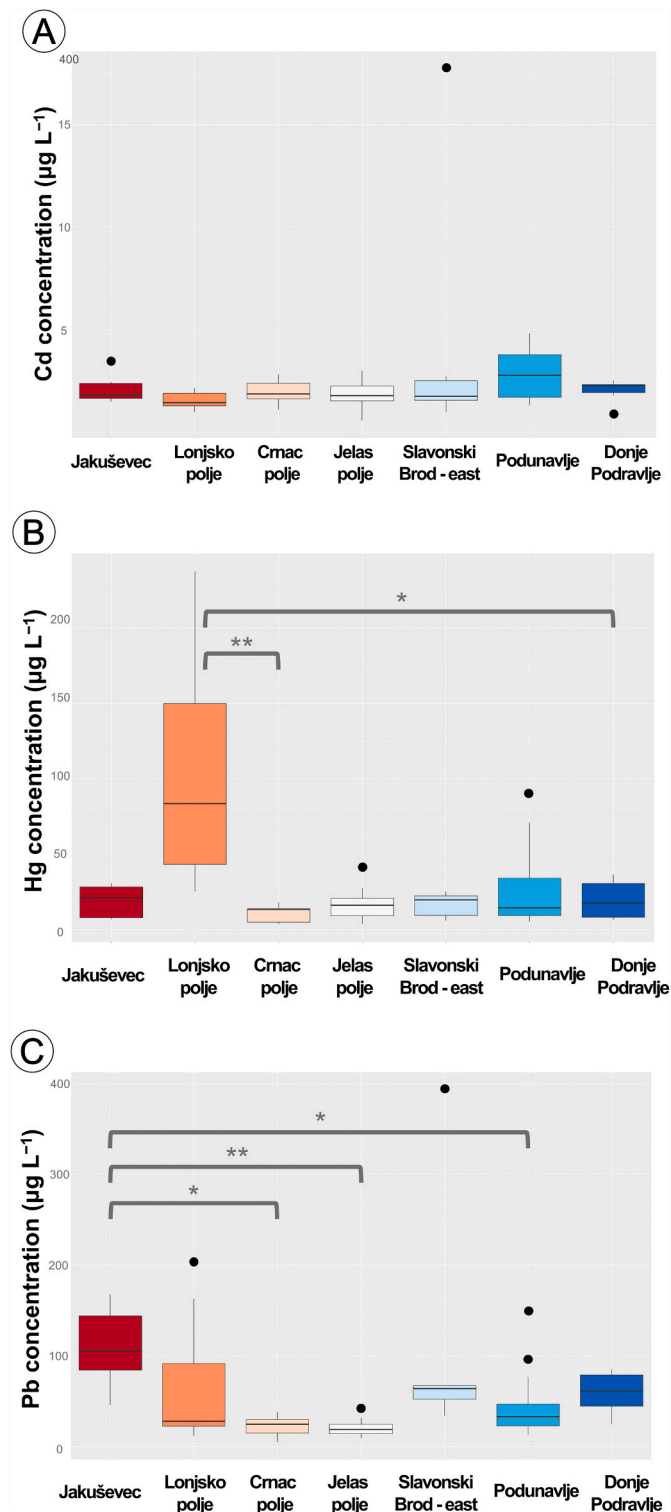 A
400
15
10
5
Cd concentration (µg L⁻¹)
Jakuševec
Lonjsko
polje
Crnac
polje
Jelas
polje
Slavonski
Brod - east
Podunavlje
Donje
Podravlje
B
200
150
100
50
0
Hg concentration (µg L⁻¹)
*
**
Jakuševec
Lonjsko
polje
Crnac
polje
Jelas
polje
Slavonski
Brod - east
Podunavlje
Donje
Podravlje
C
400
300
200
100
0
Pb concentration (µg L⁻¹)
*
**
*
Jakuševec
Lonjsko
polje
Crnac
polje
Jelas
polje
Slavonski
Brod - east
Podunavlje
Donje
Podravlje